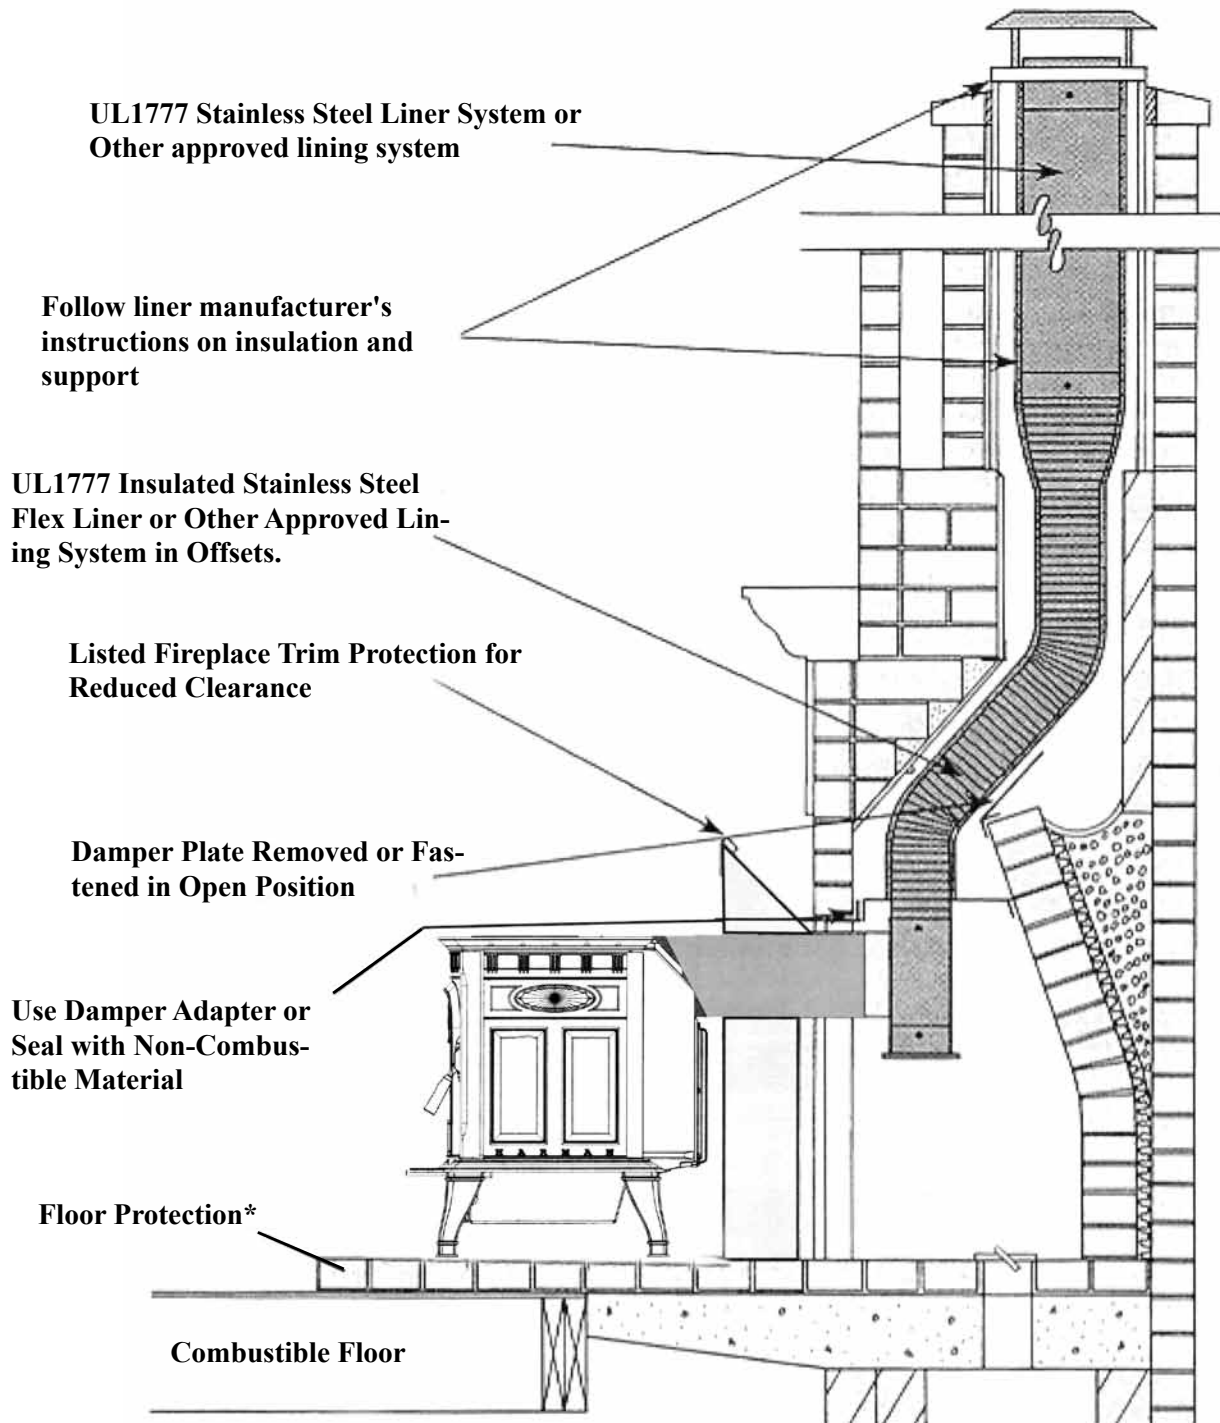 UL1777 Stainless Steel Liner System or
Other approved lining system
Follow liner manufacturer's
instructions on insulation and
support
UL1777 Insulated Stainless Steel
Flex Liner or Other Approved Lin-
ing System in Offsets.
Listed Fireplace Trim Protection for
Reduced Clearance
Damper Plate Removed or Fas-
tened in Open Position
Use Damper Adapter or
Seal with Non-Combus-
tible Material
HARMAN
Floor Protection*
Combustible Floor